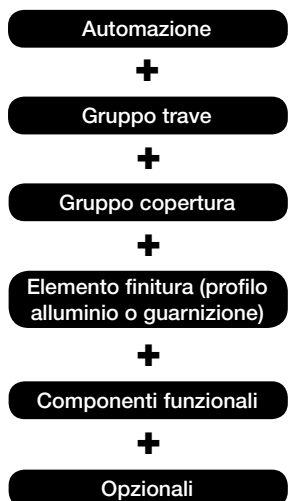 Automazione
+
Gruppo trave
+
Gruppo copertura
+
Elemento finitura (profilo
alluminio o guarnizione)
+
Componenti funzionali
+
Opzionali